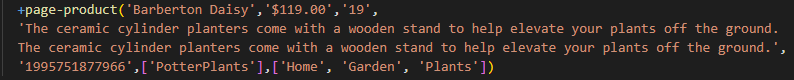 +page-product('Barberton Daisy','$119.00','19',
'The ceramic cylinder planters come with a wooden stand to help elevate your plants off the ground.
The ceramic cylinder planters come with a wooden stand to help elevate your plants off the ground.',
'1995751877966',['PotterPlants'],['Home', 'Garden', 'Plants'])